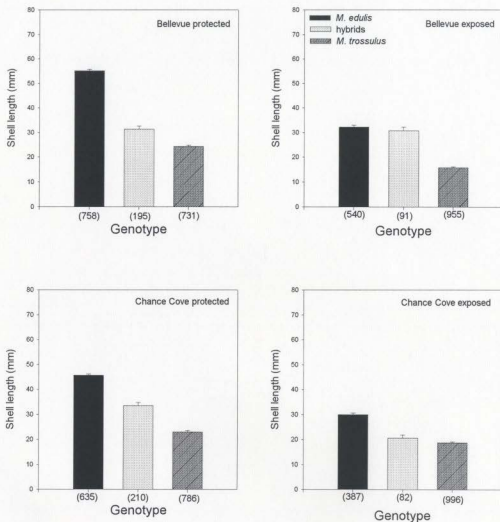 Bellevue protected
80
70
60
50
40
30
20
10
0
Shell length (mm)
(758) (195) (731)
Genotype
Bellevue exposed
M. edulis
hybrids
M. trossulus
80
70
60
50
40
30
20
10
0
Shell length (mm)
(540) (91) (955)
Genotype
Chance Cove protected
80
70
60
50
40
30
20
10
0
Shell length (mm)
(635) (210) (786)
Genotype
Chance Cove exposed
80
70
60
50
40
30
20
10
0
Shell length (mm)
(387) (82) (996)
Genotype